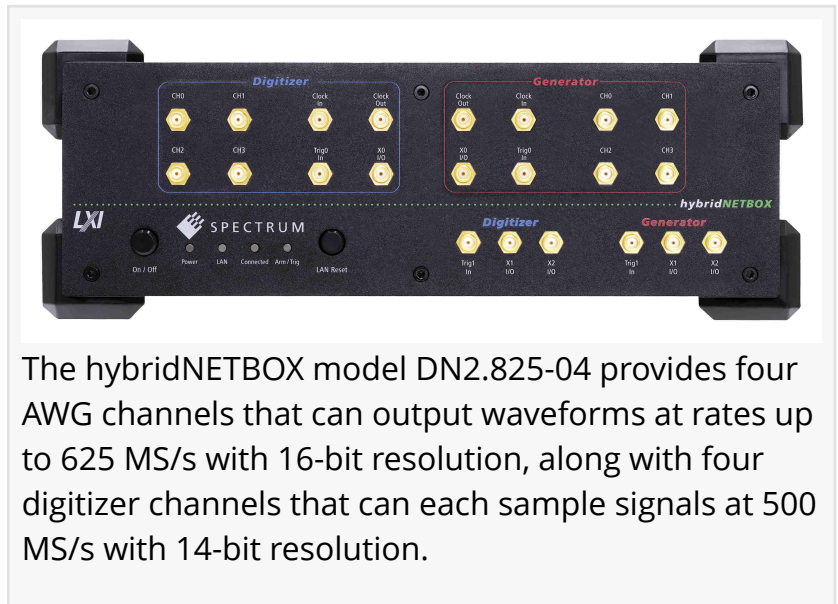 Digitizer Generator
CH0 CH1 Clock In Clock Out Clock Out Clock In CH0 CH1
CH2 CH3 Trig0 In X0 I/O X0 I/O Trig0 In CH2 CH3
hybridNETBOX
LXI SPECTRUM Digitizer Generator
On / Off Power LAN Connected Arm/Trig LAN Reset Trig1 In X1 I/O X2 I/O Trig1 In X1 I/O X2 I/O
The hybridNETBOX model DN2.825-04 provides four
AWG channels that can output waveforms at rates up
to 625 MS/s with 16-bit resolution, along with four
digitizer channels that can each sample signals at 500
MS/s with 14-bit resolution.